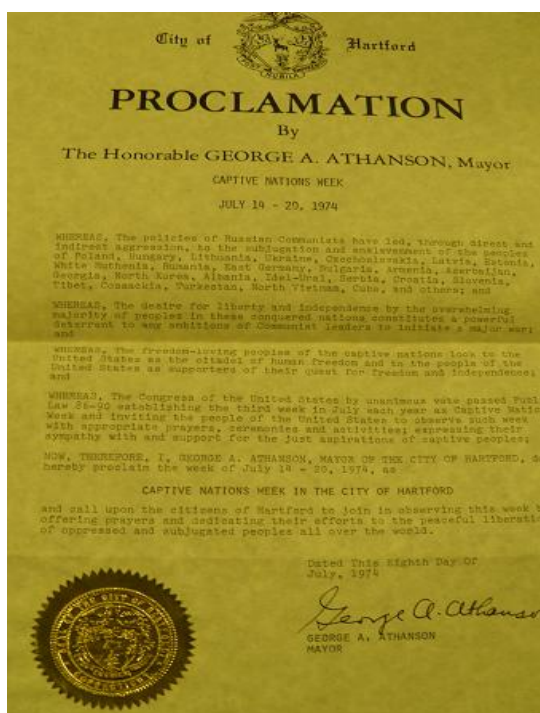 City of Hartford
PROCLAMATION
By
The Honorable GEORGE A. ATHANSON, Mayor
CAPTIVE NATIONS WEEK
JULY 14 - 20, 1974
WHEREAS, The policies of Russian Communists have led, through direct and
indirect aggression, to the subjugation and enslavement of the peoples
of Poland, Hungary, Lithuania, Ukraine, Czechoslovakia, Latvia, Estonia,
White Ruthenia, Rumania, East Germany, Bulgaria, Armenia, Azerbaijan,
Georgia, North Korea, Albania, Idel-Ural, Serbia, Croatia, Slovenia,
Tibet, Cossackia, Turkestan, North Vietnam, Cuba, and others; and
WHEREAS, The desire for liberty and independence by the overwhelming
majority of peoples in these conquered nations constitutes a powerful
deterrent to any ambitions of Communist leaders to initiate a major war;
and
WHEREAS, The freedom-loving peoples of the captive nations look to the
United States as the citadel of human freedom and to the people of the
United States as supporters of their quest for freedom and independence;
and
WHEREAS, The Congress of the United States by unanimous vote passed Publ
Law 86-90 establishing the third week in July each year as Captive Natio
Week and inviting the people of the United States to observe such week
with appropriate prayers, ceremonies and activities; expressing their
sympathy with and support for the just aspirations of captive peoples;
NOW, THEREFORE, I, GEORGE A. ATHANSON, MAYOR OF THE CITY OF HARTFORD, d
hereby proclaim the week of July 14 - 20, 1974, as
CAPTIVE NATIONS WEEK IN THE CITY OF HARTFORD
and call upon the citizens of Hartford to join in observing this week b
offering prayers and dedicating their efforts to the peaceful liberatio
of oppressed and subjugated peoples all over the world.
Dated This Eighth Day Of
July, 1974
George A. Athanso
GEORGE A. ATHANSON
MAYOR